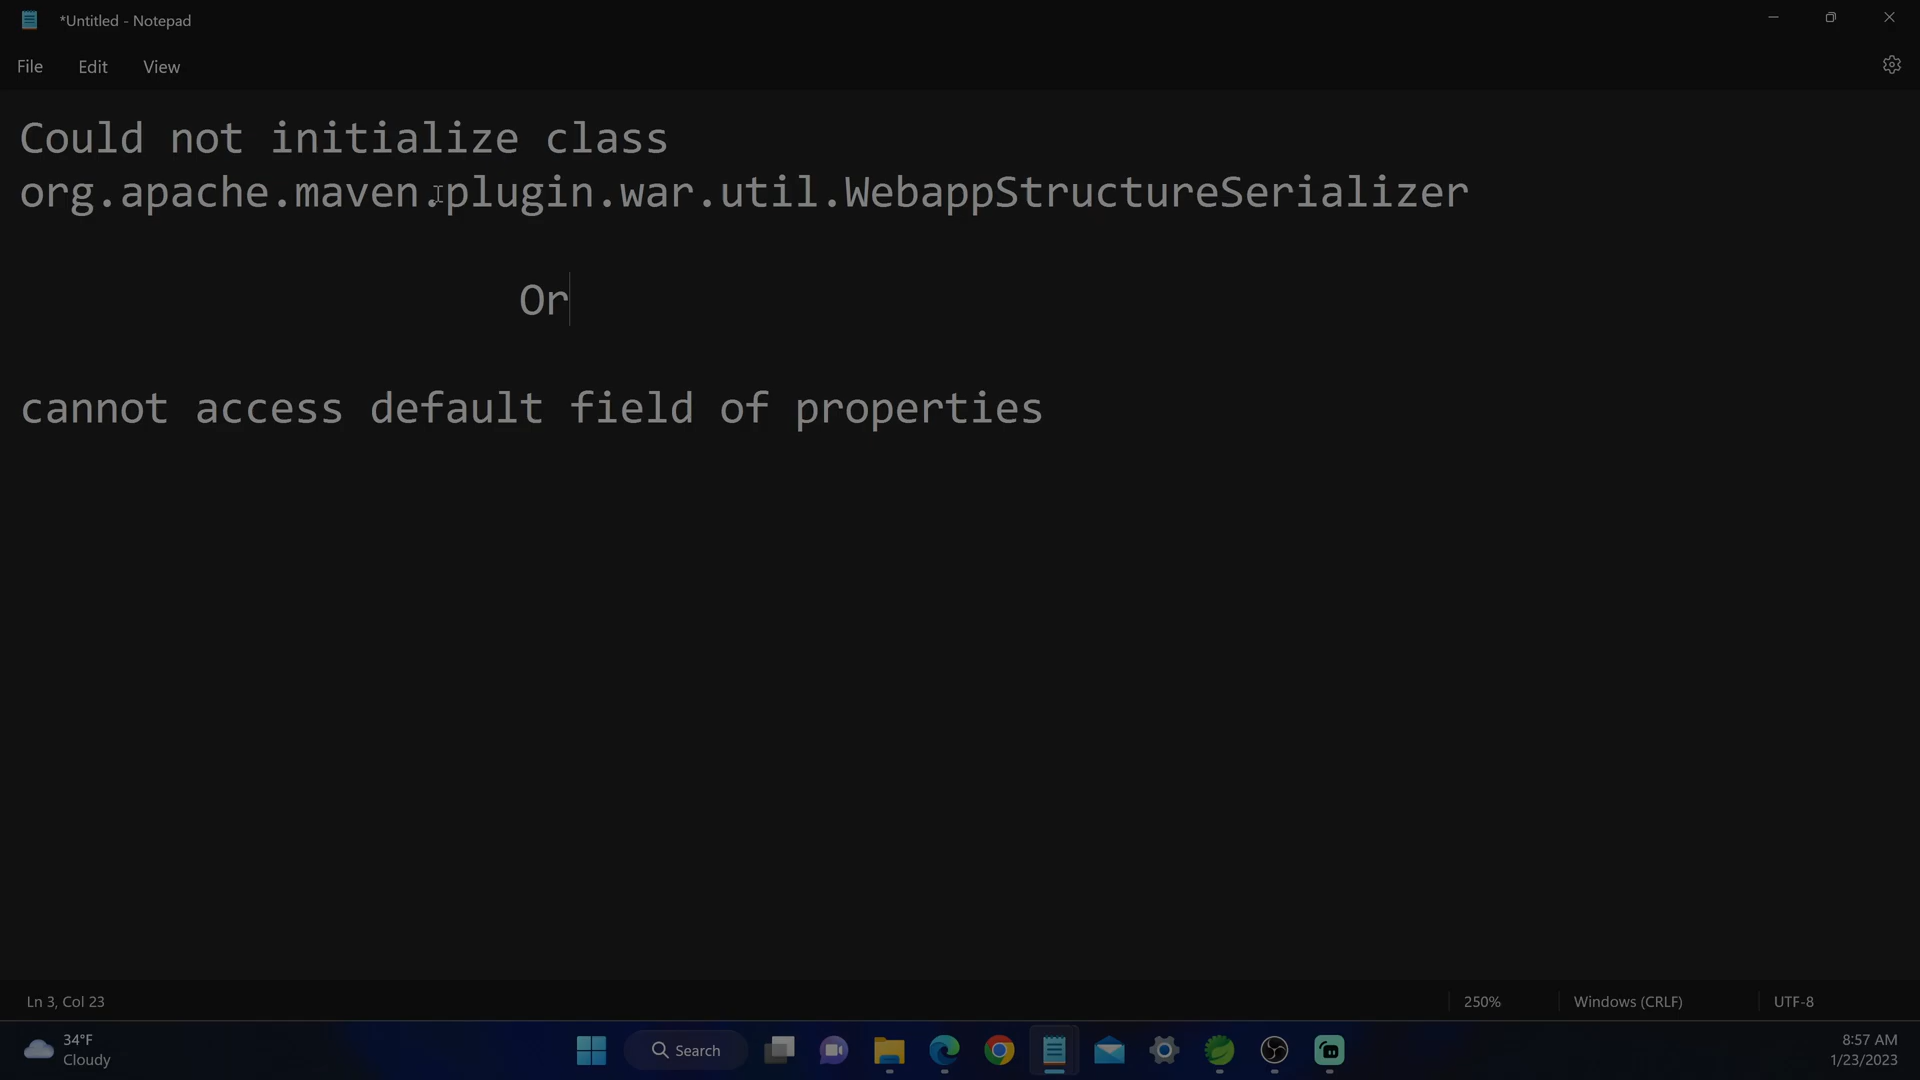 *Untitled - Notepad
File Edit View
Could not initialize class
org.apache.maven.plugin.war.util.WebappStructureSerializer
Or
cannot access default field of properties
Ln 3, Col 23 250% Windows (CRLF) UTF-8
34°F
Cloudy
Search
8:57 AM
1/23/2023